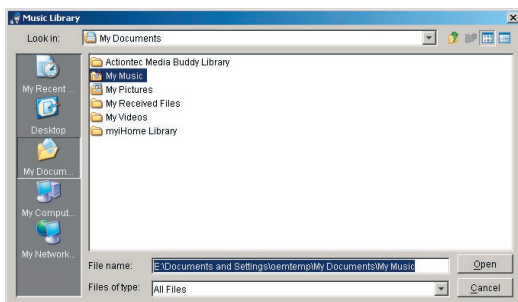 Music Library
Look in: My Documents
My Recent...
Desktop
My Docum...
My Comput...
My Network...
Actiontec Media Buddy Library
My Music
My Pictures
My Received Files
My Videos
myiHome Library
File name: E:\Documents and Settings\oemtemp\My Documents\My Music
Open
Files of type: All Files
Cancel